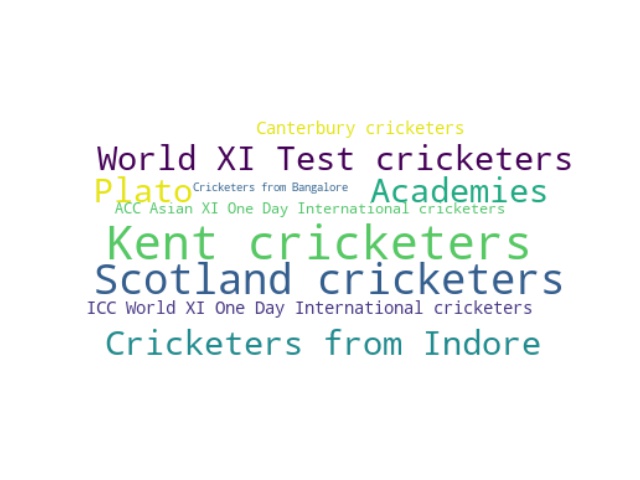 Canterbury cricketers
World XI Test cricketers
Plato Cricketers from Bangalore Academies
ACC Asian XI One Day International cricketers
Kent cricketers
Scotland cricketers
ICC World XI One Day International cricketers
Cricketers from Indore